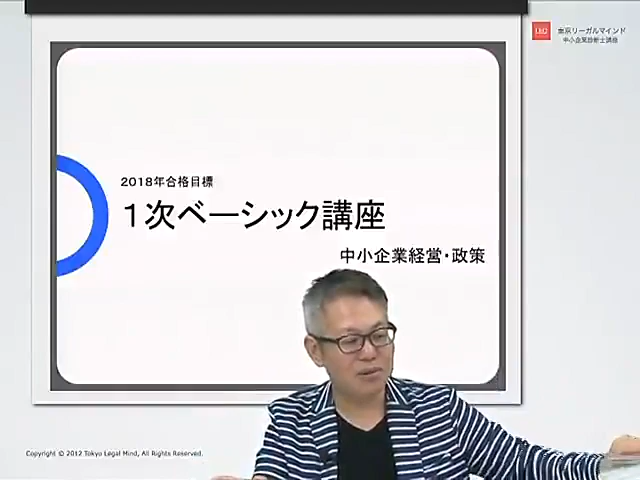 LEC
東京リーガルマインド
中小企業診断士講座
2018年合格目標
1次ベーシック講座
中小企業経営・政策
Copyright © 2012 Tokyo Legal Mind, All Rights Reserved.